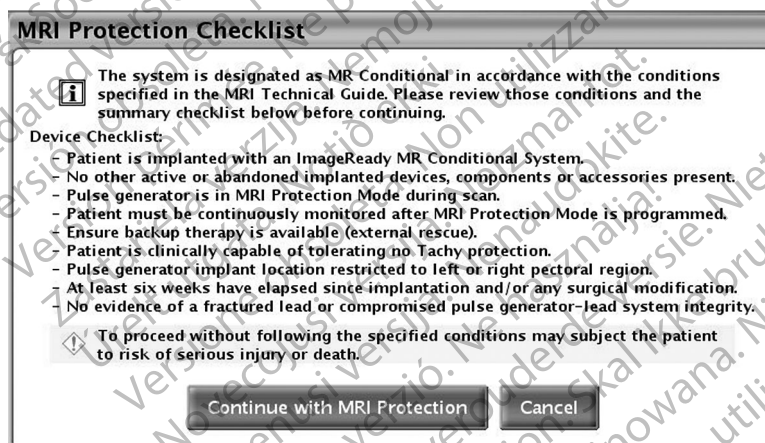 MRI Protection Checklist
The system is designated as MR Conditional in accordance with the conditions
specified in the MRI Technical Guide. Please review those conditions and the
summary checklist below before continuing.
Device Checklist:
- Patient is implanted with an ImageReady MR Conditional System.
- No other active or abandoned implanted devices, components or accessories present.
- Pulse generator is in MRI Protection Mode during scan.
- Patient must be continuously monitored after MRI Protection Mode is programmed.
- Ensure backup therapy is available (external rescue).
- Patient is clinically capable of tolerating no Tachy protection.
- Pulse generator implant location restricted to left or right pectoral region.
- At least six weeks have elapsed since implantation and/or any surgical modification.
- No evidence of a fractured lead or compromised pulse generator-lead system integrity.
To proceed without following the specified conditions may subject the patient
to risk of serious injury or death.
Continue with MRI Protection
Cancel